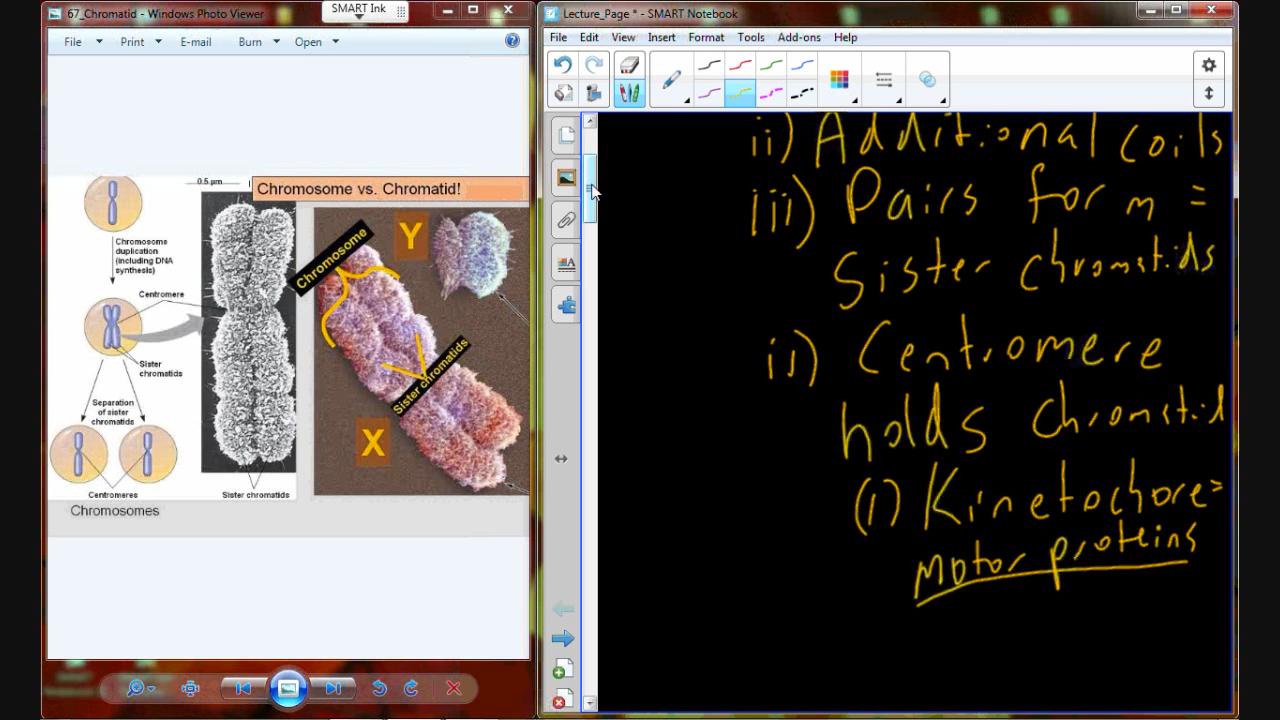 67_Chromatid - Windows Photo Viewer
SMART Ink
File Print E-mail Burn Open
0.5 µm
Chromosome vs. Chromatid!
Chromosome
duplication
(including DNA
synthesis)
Centromere
Sister
chromatids
Separation
of sister
chromatids
Centromeres
Sister chromatids
Chromosomes
Chromosome
Y
Sister chromatids
X
Lecture_Page * - SMART Notebook
File Edit View Insert Format Tools Add-ons Help
ii) Additional coils
iii) Pairs for m =
Sister chromatids
is) Centromere
holds chromatid
(i) Kinetochore=
motor proteins